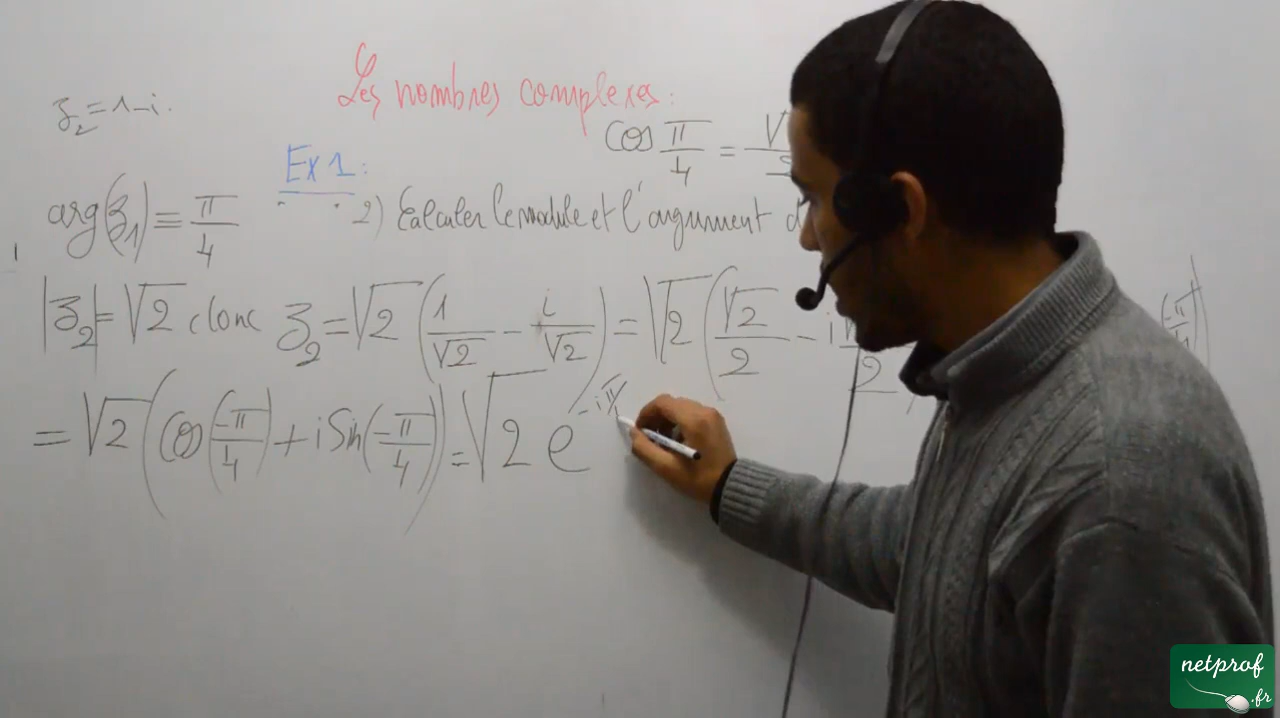 Les nombres complexes:
z₂ = 1-i.
cos π/4 = √
Ex 1:
arg(z₁) ≡ π/4
2) Calculer le module et l'argument d
|z₂| = √2 donc z₂ = √2 (1/√2 - i/√2) = √2 (√2/2 - i
= √2 (cos(-π/4) + i Sin(-π/4)) = √2 e^-iπ
netprof
.fr